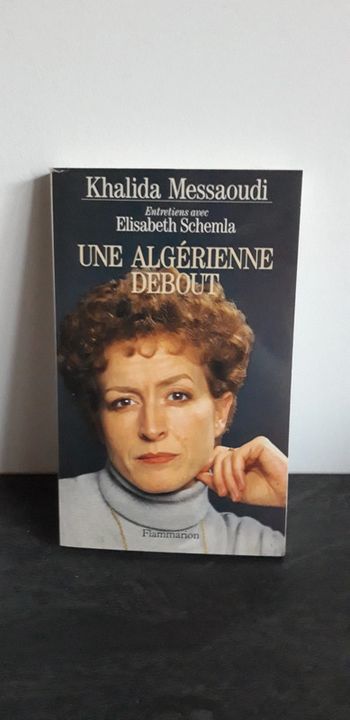 Khalida Messaoudi
Entretiens avec
Elisabeth Schemla
UNE ALGÉRIENNE
DEBOUT
Flammarion